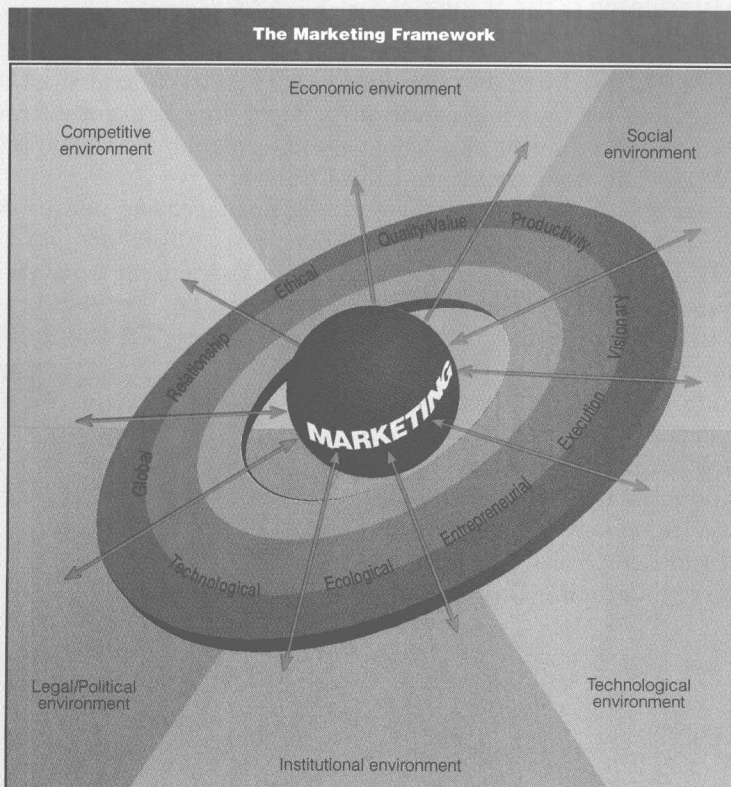 The Marketing Framework
Economic environment
Competitive
environment
Social
environment
Quality/Value
Productivity
Ethical
Visionary
Relationship
Execution
MARKETING
Global
Entrepreneurial
Technological
Ecological
Legal/Political
environment
Technological
environment
Institutional environment